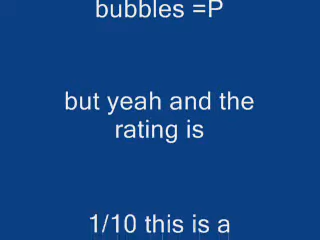 bubbles =P
but yeah and the
rating is
1/10 this is a